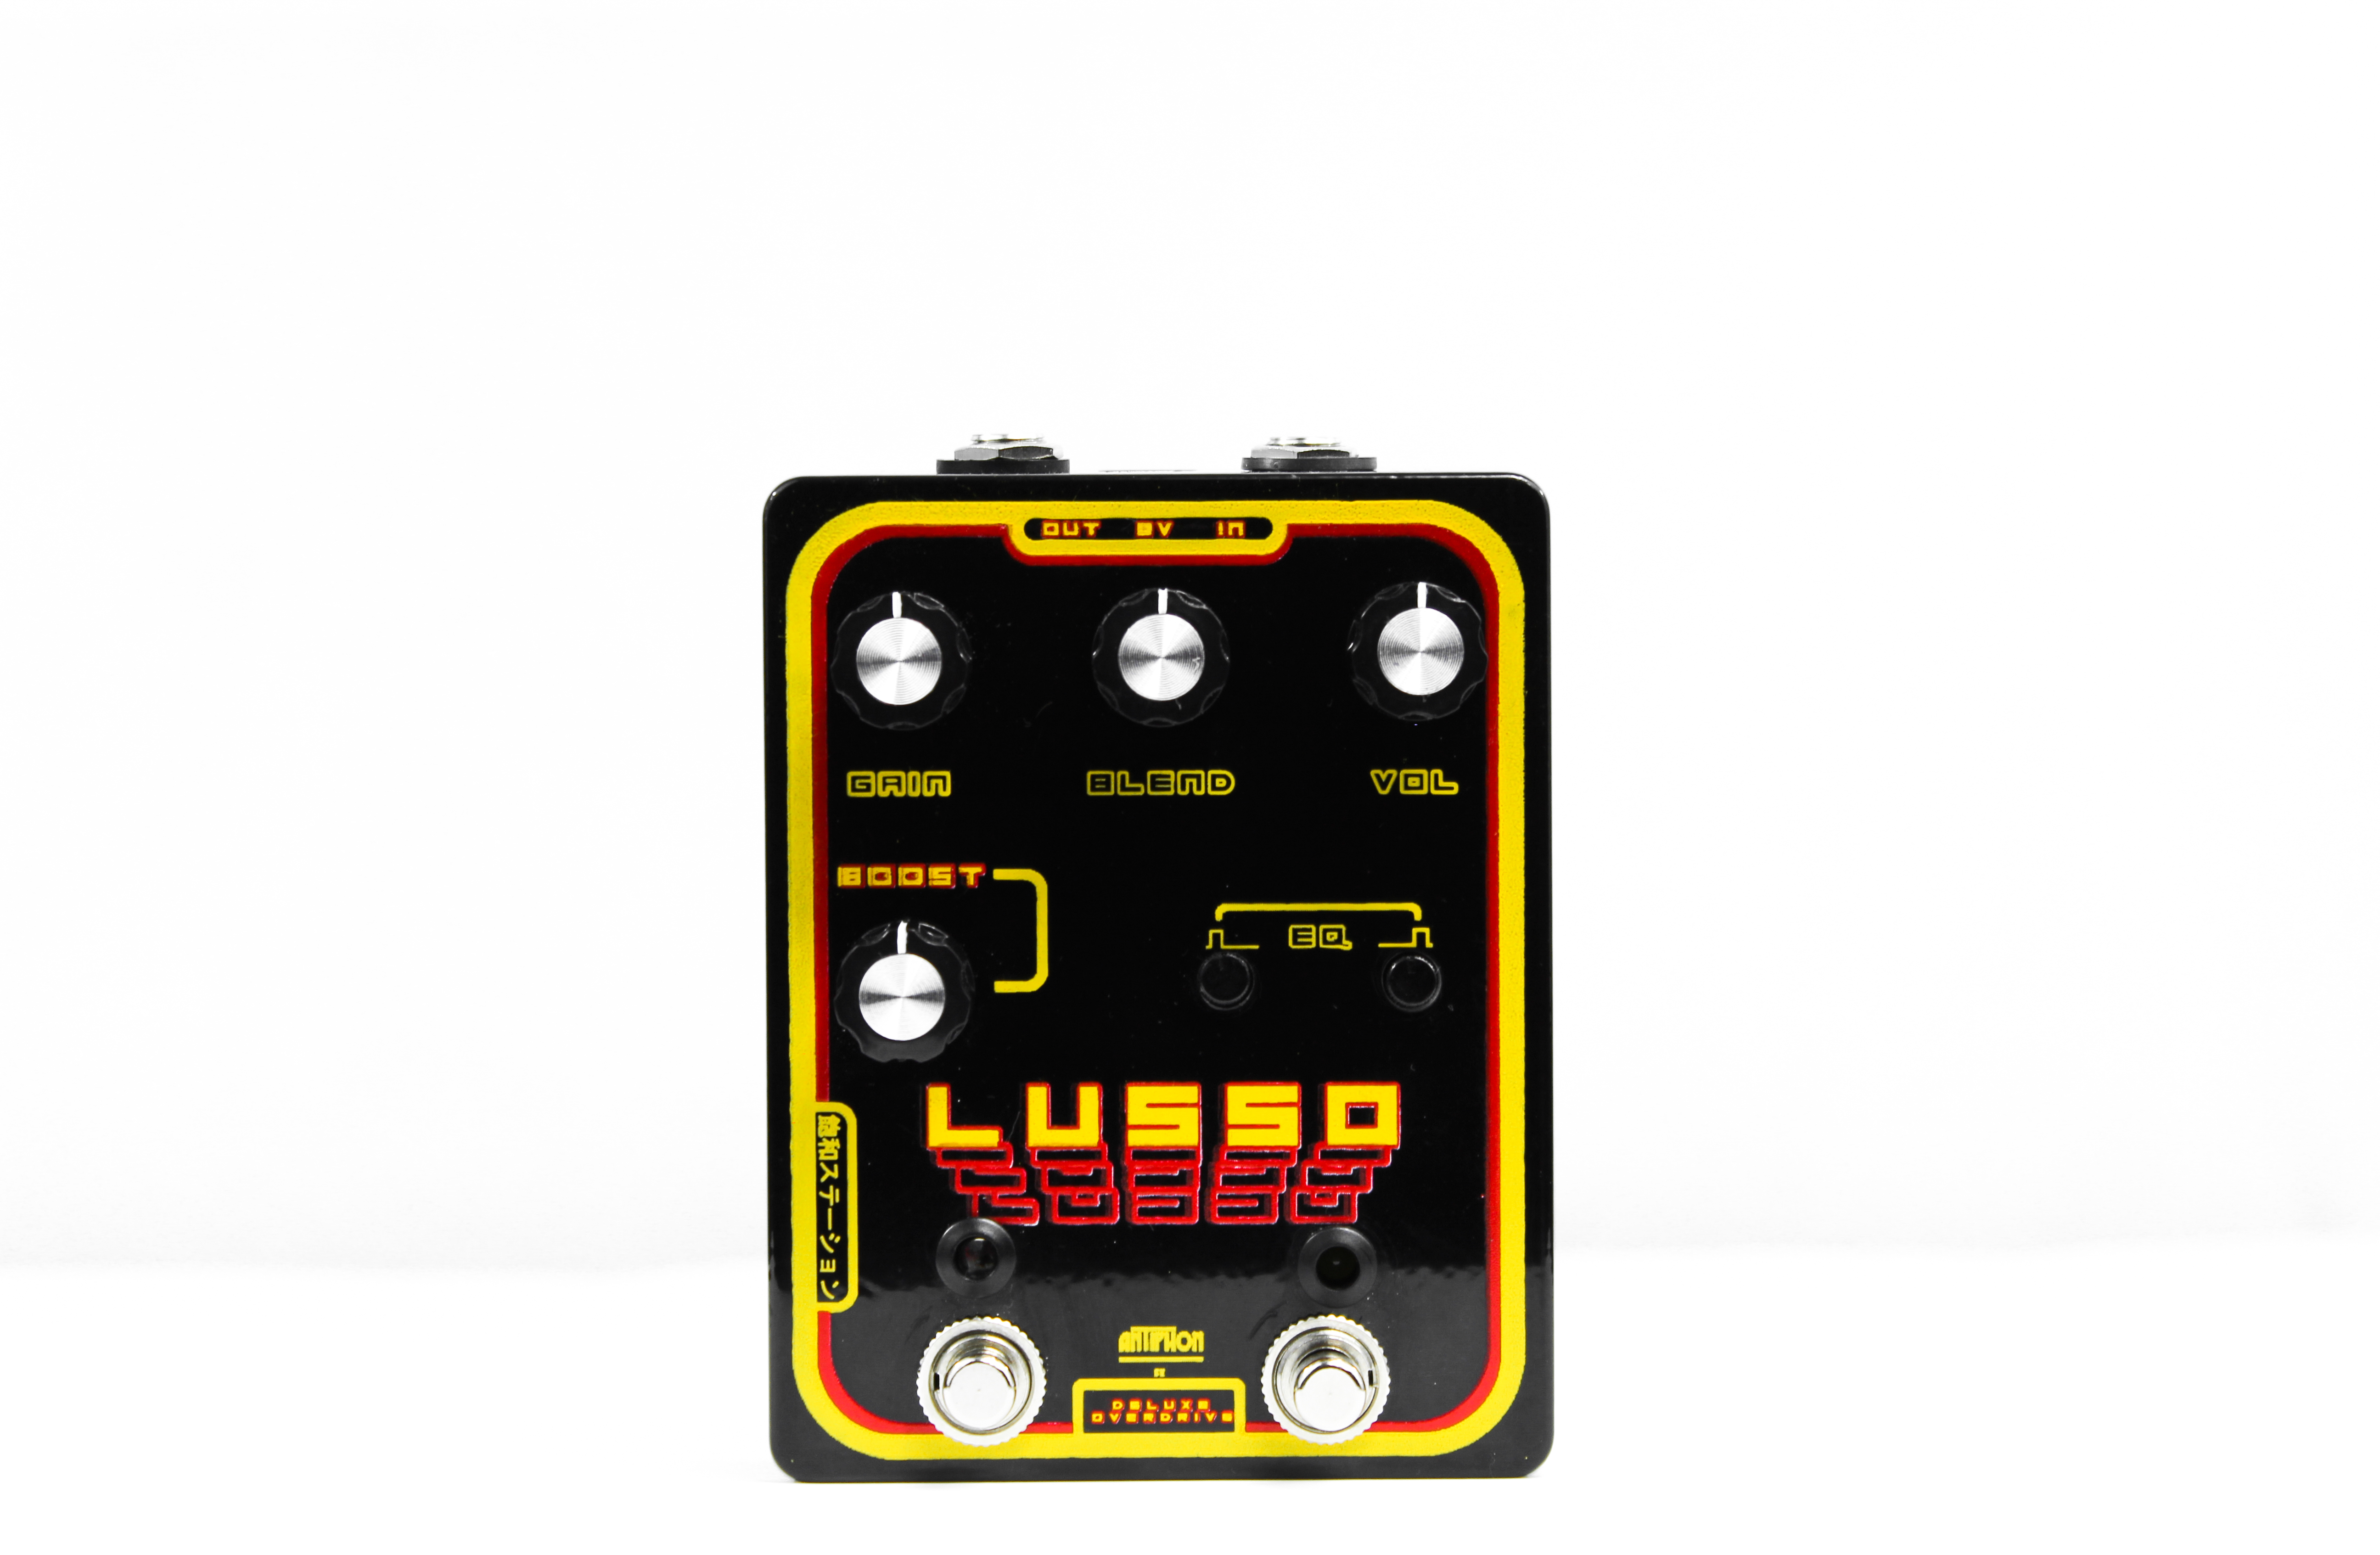 OUT 9V IN
GAIN BLEND VOL
BOOST
EQ
LUSSO
飽和ステーション
ANTIPHON
DELUXE
OVERDRIVE